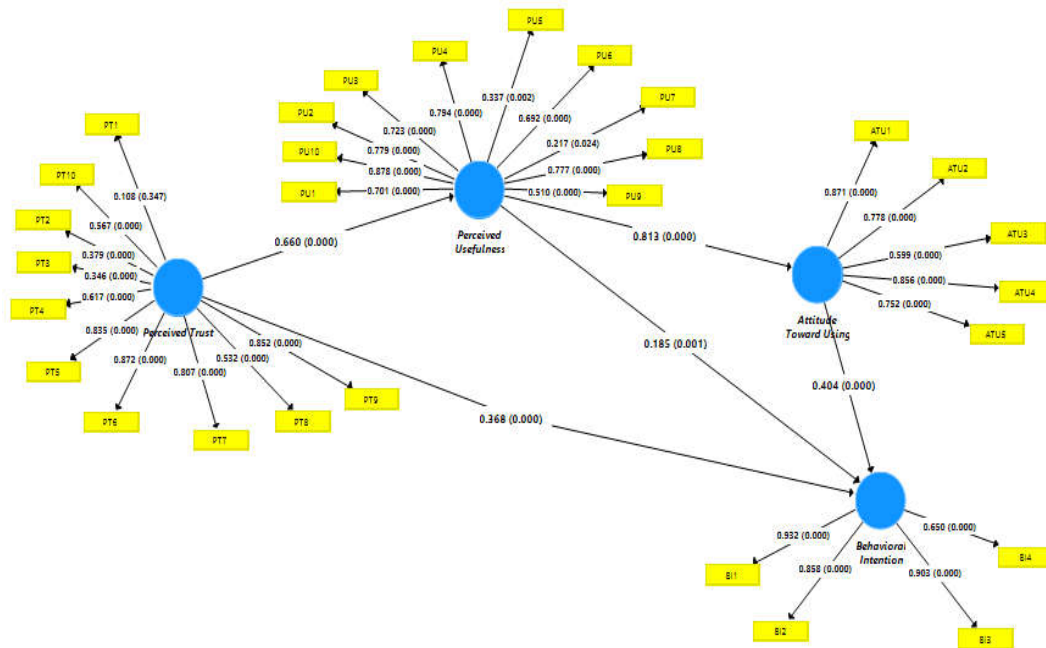 PU5
PU4
PU6
PU3
PU7
PU2
PU10
PU8
PU1
PU9
0.337 (0.002)
0.794 (0.000)
0.692 (0.000)
0.723 (0.000)
0.217 (0.024)
0.779 (0.000)
0.878 (0.000)
0.777 (0.000)
0.701 (0.000)
0.510 (0.000)
Perceived
Usefulness
PT1
PT10
PT2
PT3
PT4
PT5
PT6
PT7
PT8
PT9
0.108 (0.347)
0.567 (0.000)
0.379 (0.000)
0.346 (0.000)
0.617 (0.000)
0.835 (0.000)
0.872 (0.000)
0.807 (0.000)
0.532 (0.000)
0.852 (0.000)
Perceived Trust
0.660 (0.000)
0.813 (0.000)
0.185 (0.001)
0.368 (0.000)
0.404 (0.000)
ATU1
ATU2
ATU3
ATU4
ATU5
0.871 (0.000)
0.778 (0.000)
0.599 (0.000)
0.856 (0.000)
0.752 (0.000)
Attitude
Toward Using
0.932 (0.000)
0.858 (0.000)
0.903 (0.000)
0.650 (0.000)
Behavioral
Intention
BI1
BI2
BI3
BI4